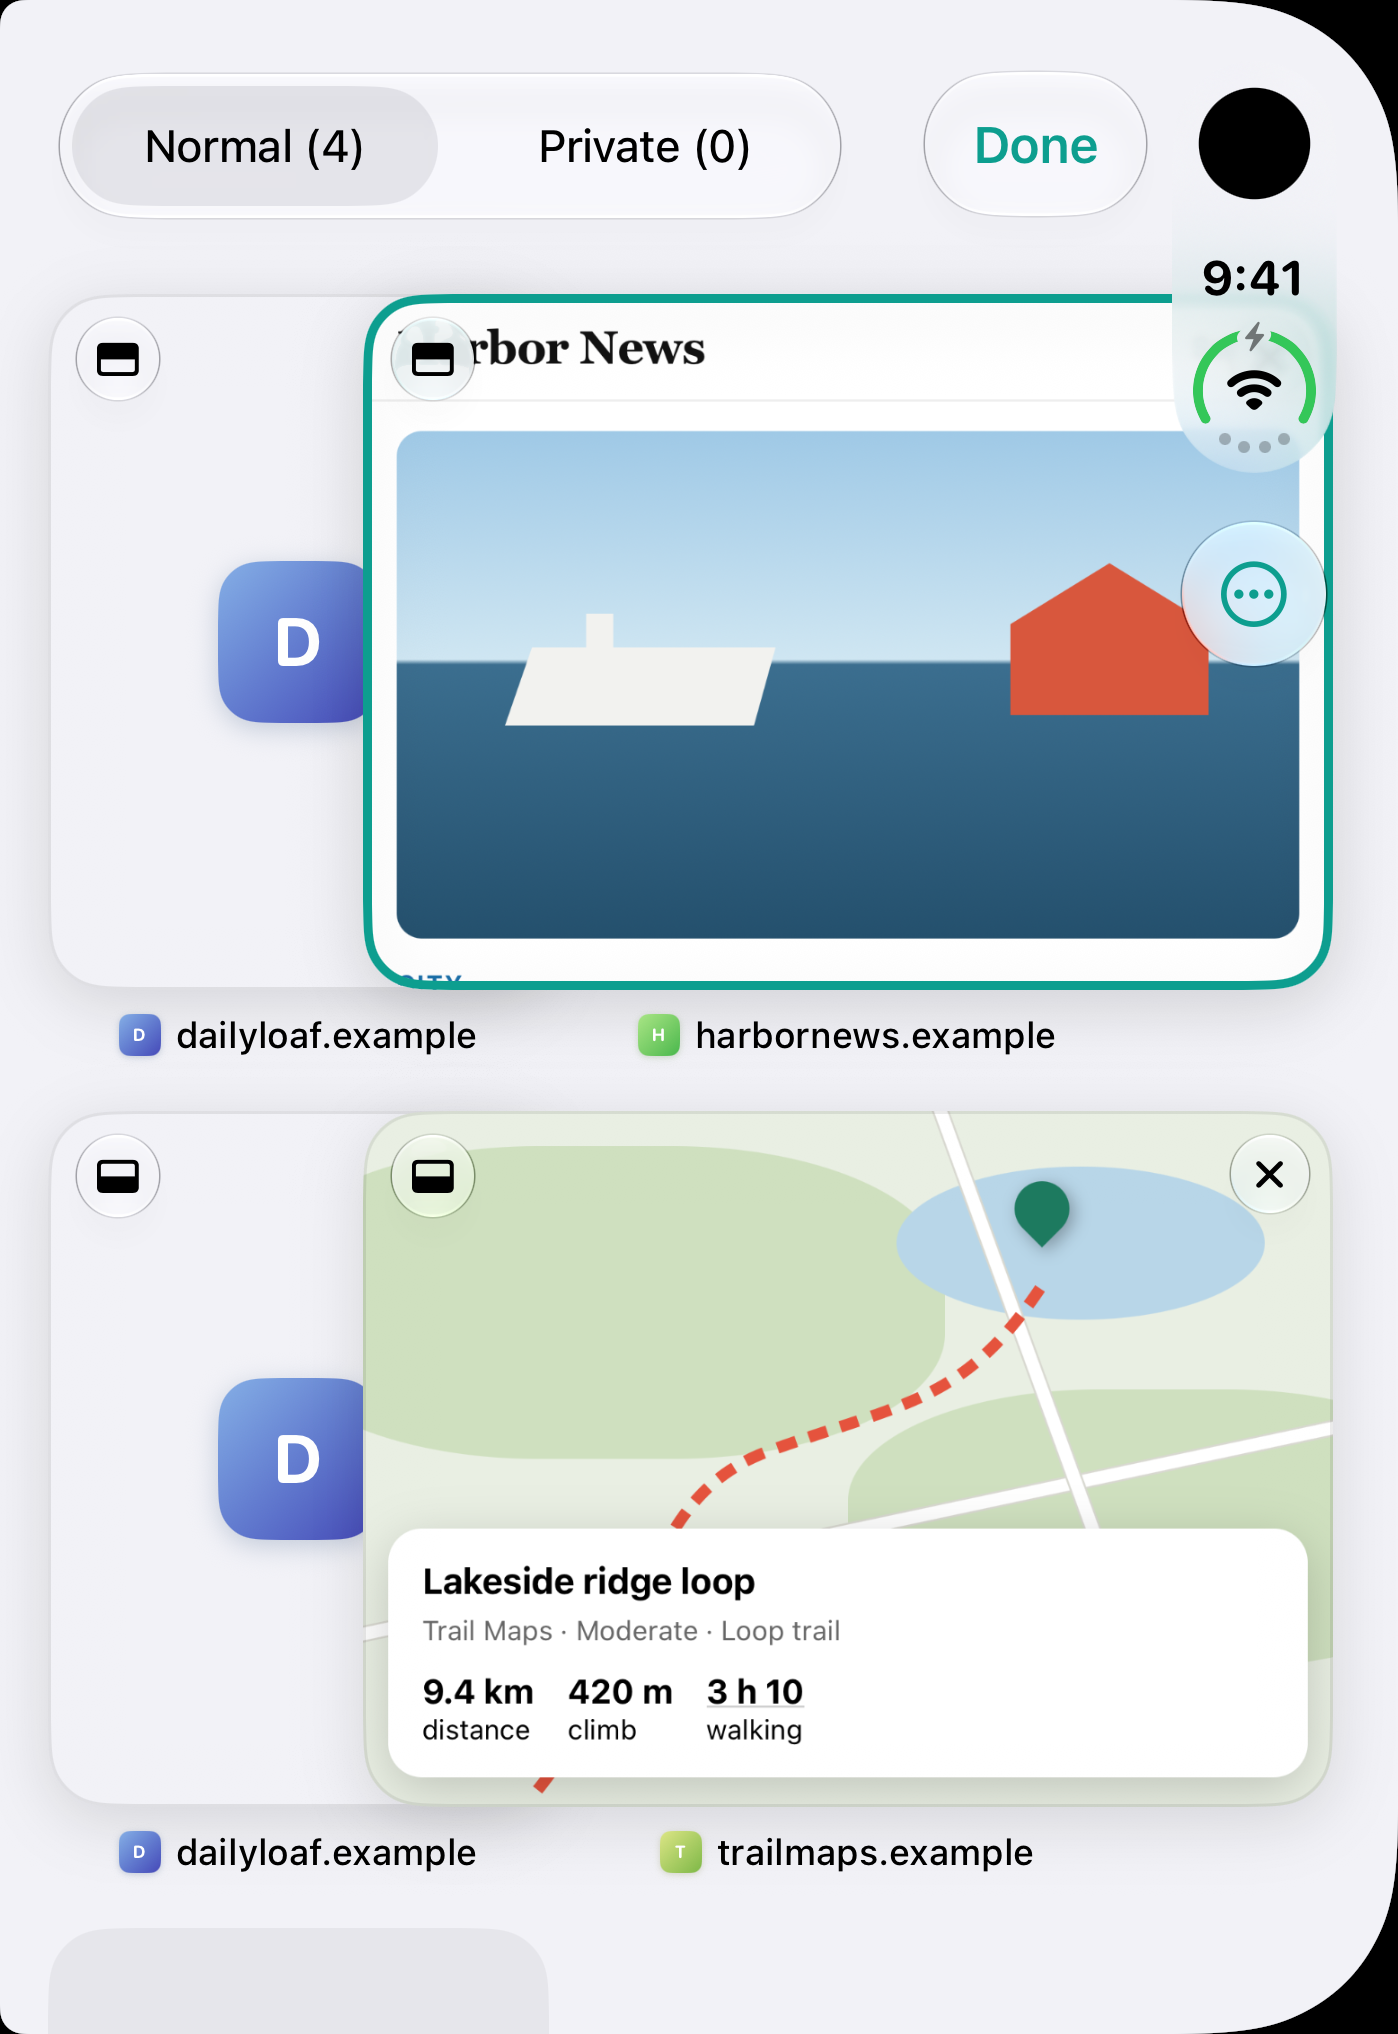 Normal (4)
Private (0)
Done
9:41
rbor News
D
CITY
D dailyloaf.example
H harbornews.example
D
Lakeside ridge loop
Trail Maps · Moderate · Loop trail
9.4 km 420 m 3 h 10
distance climb walking
D dailyloaf.example
T trailmaps.example